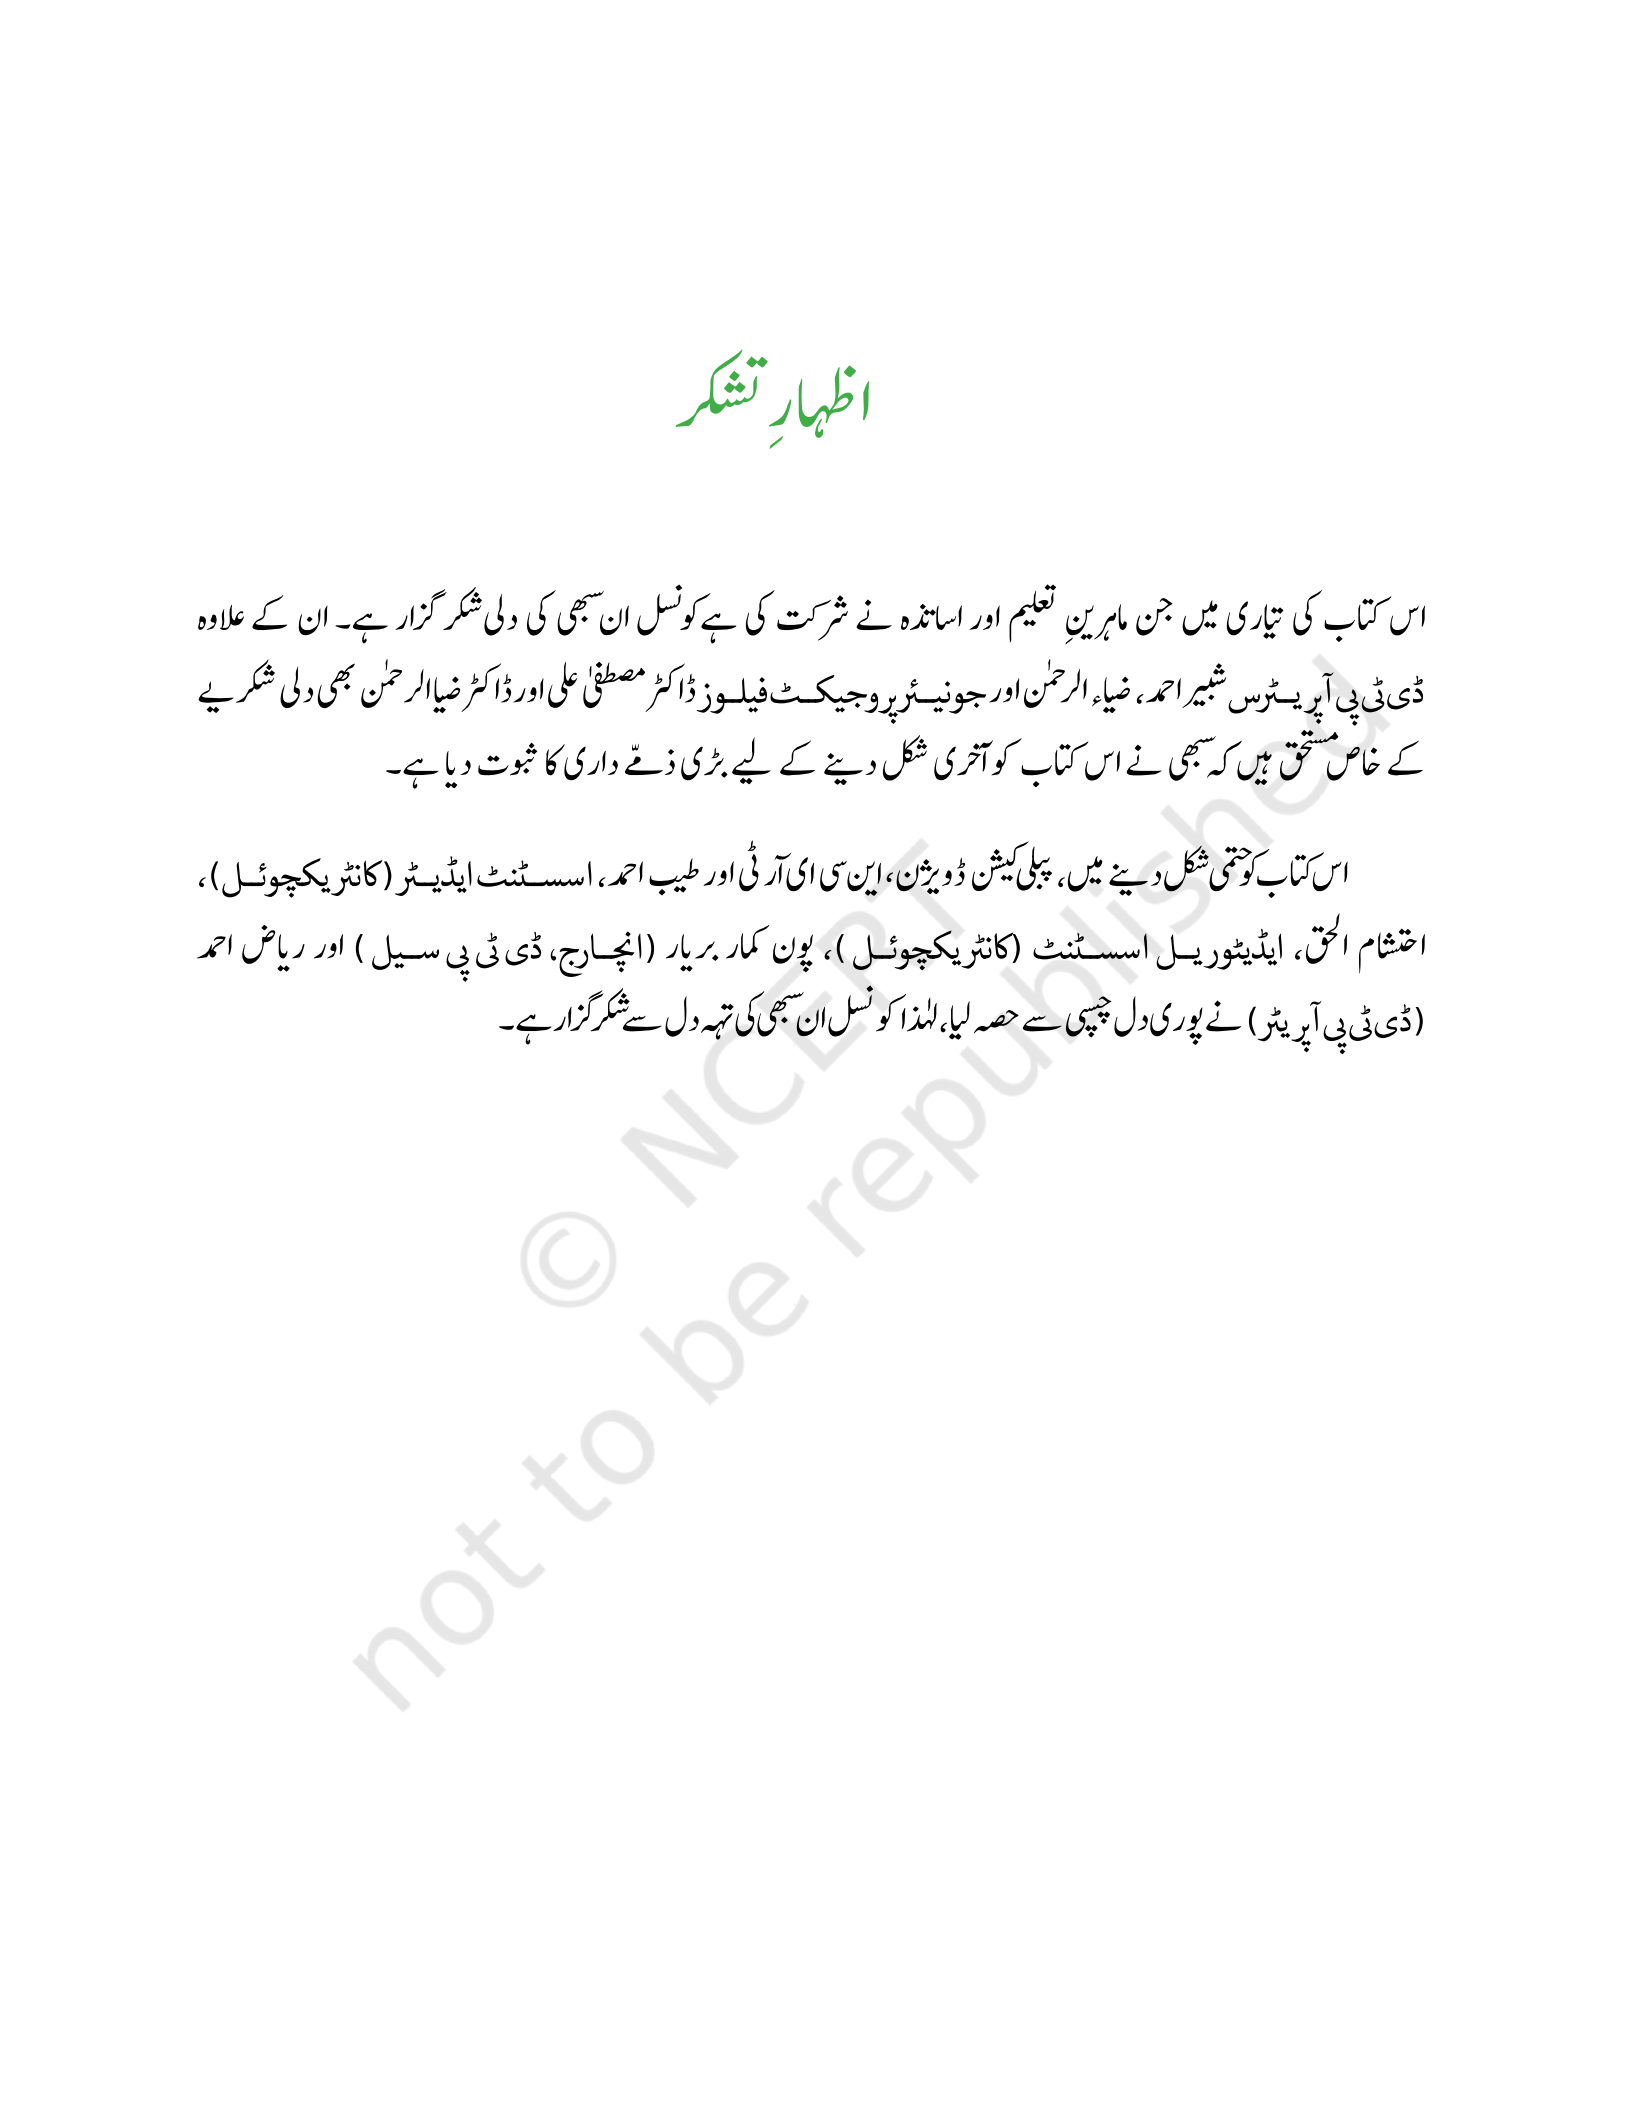 اظہارِ تشکر
اس کتاب کی تیّاری میں جن ماہرینِ تعلیم اور اساتذہ نے شرکت کی ہے کونسل ان سبھی کی دلی شکر گزار ہے۔ ان کے علاوہ
ڈی ٹی پی آپریٹرس شبیر احمد، ضیاء الرحمٰن اور جونیئر پروجیکٹ فیلوز ڈاکٹر مصطفیٰ علی اور ڈاکٹر ضیاالرحمٰن بھی دلی شکریے
کے خاص مستحق ہیں کہ سبھی نے اس کتاب کو آخری شکل دینے کے لیے بڑی ذمّے داری کا ثبوت دیا ہے۔
اس کتاب کو حتمی شکل دینے میں، پبلی کیشن ڈویژن، این سی ای آر ٹی اور طیب احمد، اسسٹنٹ ایڈیٹر (کانٹریکچوئل)،
احتشام الحق، ایڈیٹوریل اسسٹنٹ (کانٹریکچوئل)، پون کمار بریار (انچارج، ڈی ٹی پی سیل) اور ریاض احمد
(ڈی ٹی پی آپریٹر) نے پوری دل چسپی سے حصہ لیا، لہٰذا کونسل ان سبھی کی تہہ دل سے شکر گزار ہے۔
© NCERT
not to be republished